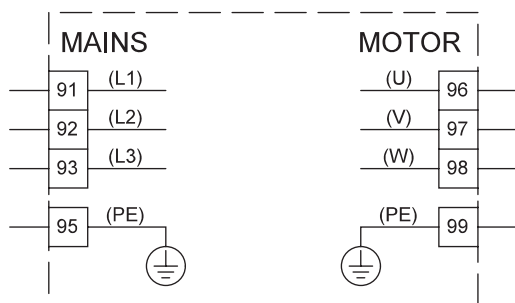 MAINS MOTOR
91 (L1) (U) 96
92 (L2) (V) 97
93 (L3) (W) 98
95 (PE) (PE) 99